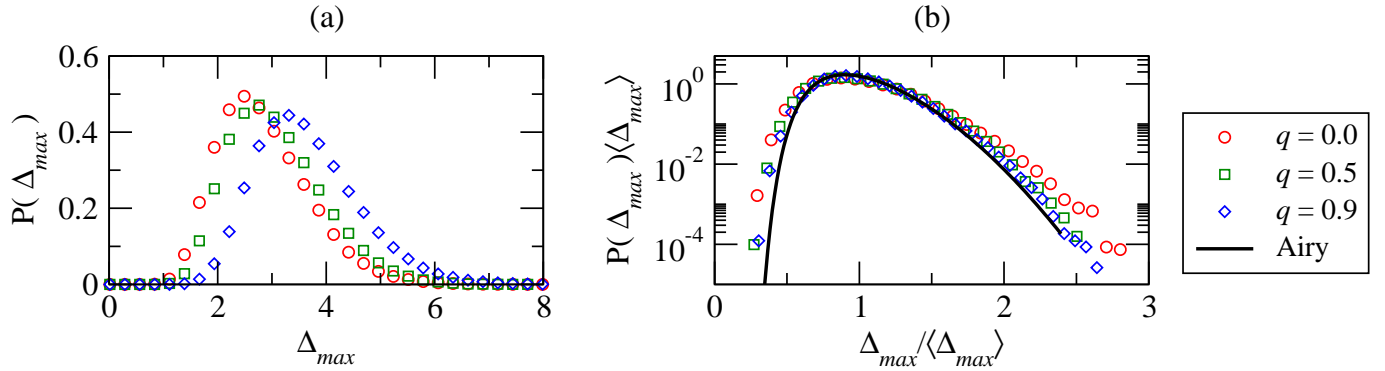 (a)
0.6
0.4
0.2
0
P( Δmax )
0 2 4 6 8
Δmax
(b)
10^0
10^-2
10^-4
P( Δmax )⟨Δmax⟩
0 1 2 3
Δmax/⟨Δmax⟩
q = 0.0
q = 0.5
q = 0.9
Airy